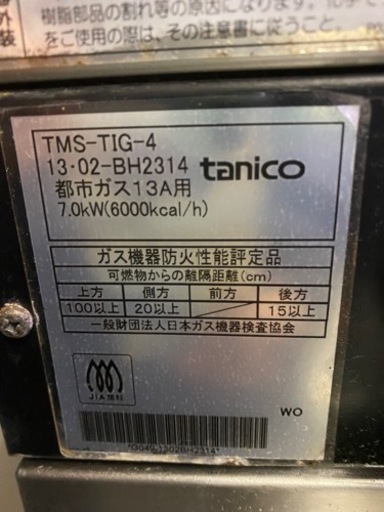 樹脂部品の割れ等の原因になります。
をご使用の際は、その注意書に従うこと。
TMS-TIG-4
13・02-BH2314 tanico
都市ガス13A用
7.0kW(6000kcal/h)
ガス機器防火性能評定品
可燃物からの離隔距離(cm)
上方 側方 前方 後方
100以上 20以上 15以上
一般財団法人日本ガス機器検査協会
WO